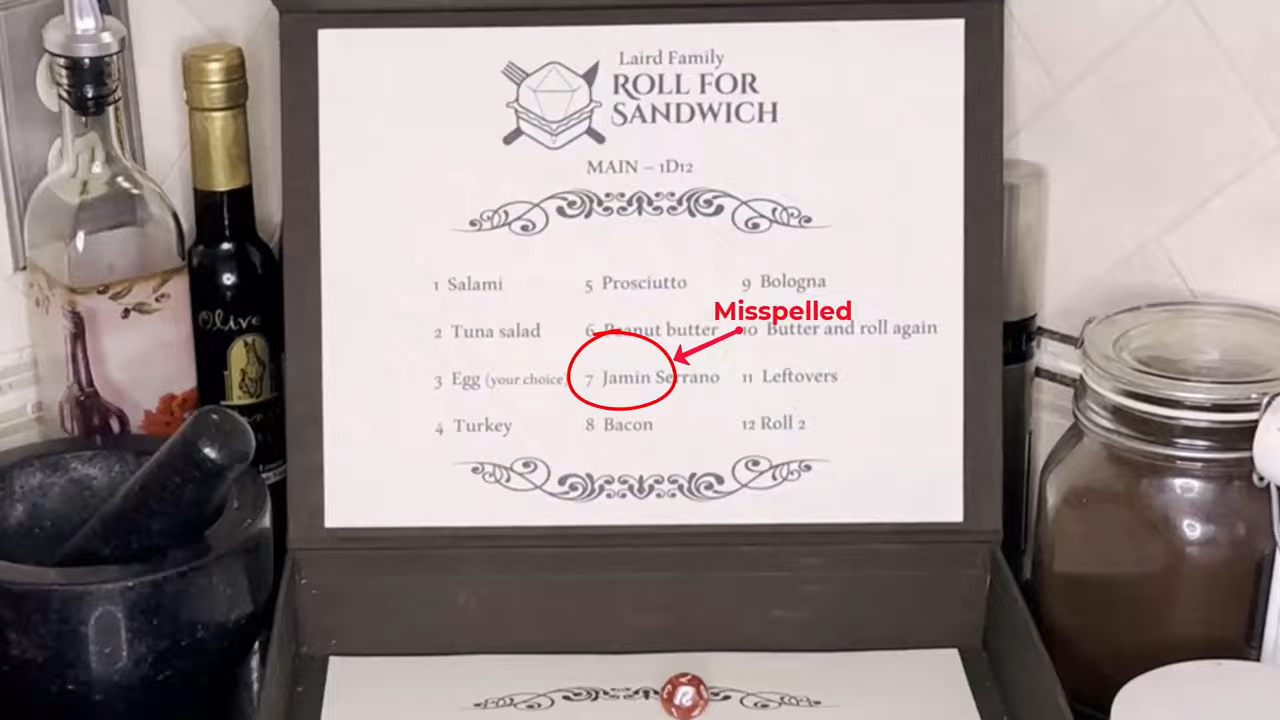 Laird Family
ROLL FOR
SANDWICH
MAIN – 1D12
1 Salami
2 Tuna salad
3 Egg (your choice)
4 Turkey
5 Prosciutto
6 Peanut butter
7 Jamin Serrano
8 Bacon
9 Bologna
10 Butter and roll again
11 Leftovers
12 Roll 2
Misspelled
Olive